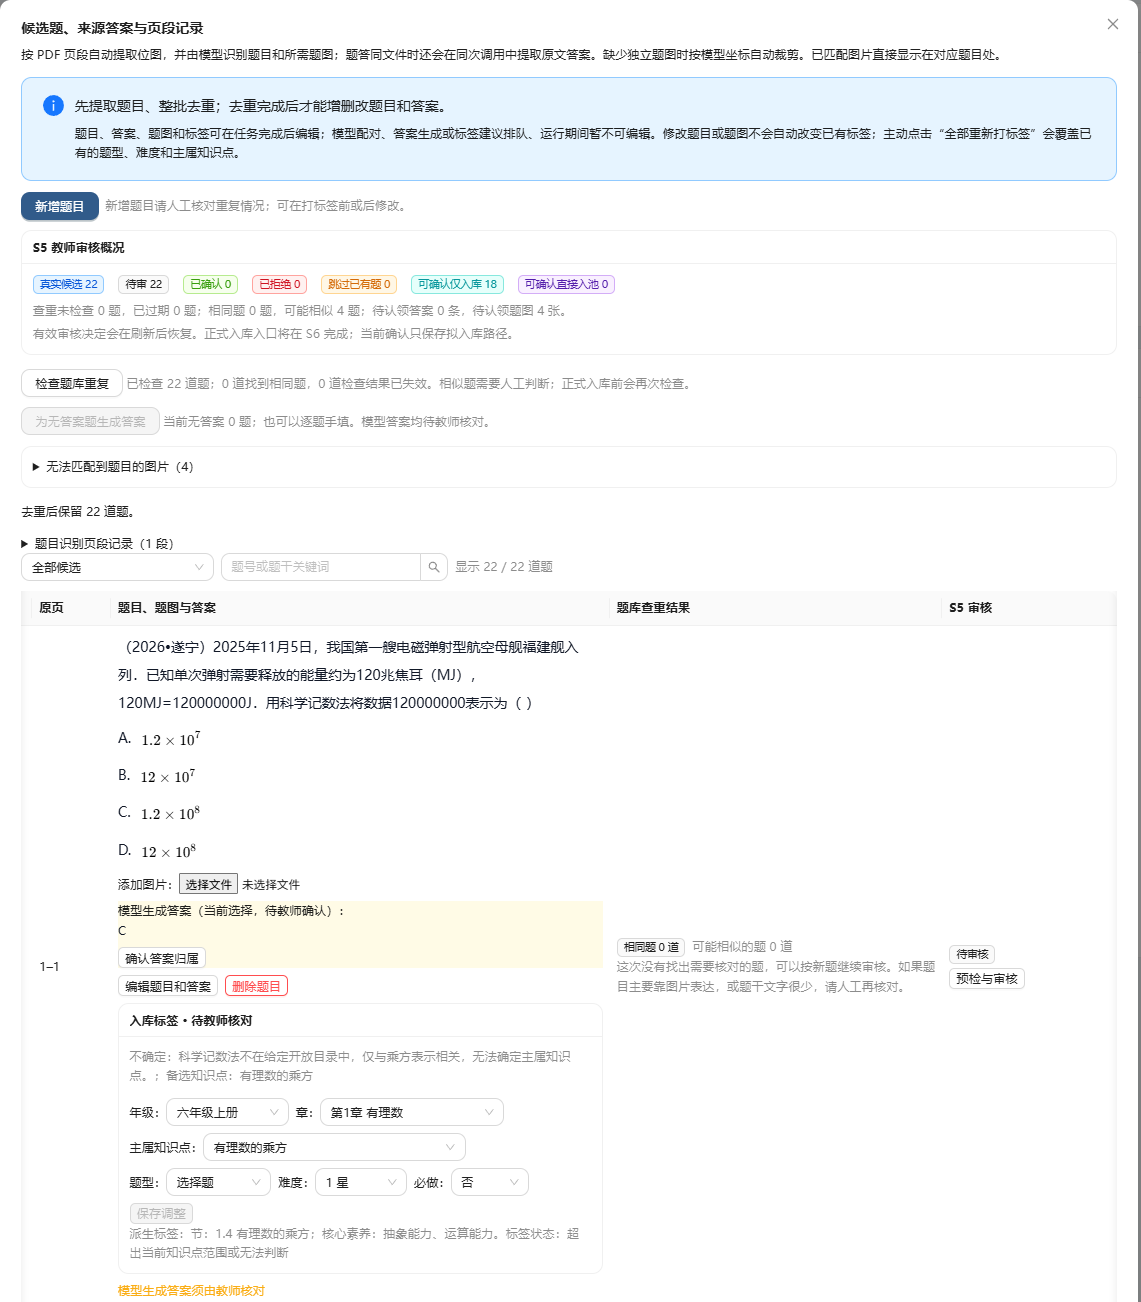 候选题、来源答案与页段记录
按 PDF 页段自动提取位图，并由模型识别题目和所需题图；题答同文件时还会在同次调用中提取原文答案。缺少独立题图时按模型坐标自动裁剪。已匹配图片直接显示在对应题目处。
先提取题目、整批去重；去重完成后才能增删改题目和答案。
题目、答案、题图和标签可在任务完成后编辑；模型配对、答案生成或标签建议排队、运行期间暂不可编辑。修改题目或题图不会自动改变已有标签；主动点击“全部重新打标签”会覆盖已
有的题型、难度和主属知识点。
新增题目 新增题目请人工核对重复情况；可在打标签前或后修改。
S5 教师审核概况
真实候选 22 待审 22 已确认 0 已拒绝 0 跳过已有题 0 可确认仅入库 18 可确认直接入池 0
查重未检查 0 题，已过期 0 题；相同题 0 题，可能相似 4 题；待认领答案 0 条，待认领题图 4 张。
有效审核决定会在刷新后恢复。正式入库入口将在 S6 完成；当前确认只保存拟入库路径。
检查题库重复 已检查 22 道题；0 道找到相同题，0 道检查结果已失效。相似题需要人工判断；正式入库前会再次检查。
为无答案题生成答案 当前无答案 0 题；也可以逐题手填。模型答案均待教师核对。
▶ 无法匹配到题目的图片（4）
去重后保留 22 道题。
▶ 题目识别页段记录（1 段）
全部候选 题号或题干关键词 显示 22 / 22 道题
原页 题目、题图与答案 题库查重结果 S5 审核
（2026•遂宁）2025年11月5日，我国第一艘电磁弹射型航空母舰福建舰入
列．已知单次弹射需要释放的能量约为120兆焦耳（MJ），
120MJ=120000000J．用科学记数法将数据120000000表示为（ ）
A. 1.2 × 10⁷
B. 12 × 10⁷
C. 1.2 × 10⁸
D. 12 × 10⁸
添加图片： 选择文件 未选择文件
模型生成答案（当前选择，待教师确认）：
C
确认答案归属
1–1
编辑题目和答案 删除题目
相同题 0 道 可能相似的题 0 道
这次没有找出需要核对的题，可以按新题继续审核。如果题
目主要靠图片表达，或题干文字很少，请人工再核对。
待审核
预检与审核
入库标签 • 待教师核对
不确定：科学记数法不在给定开放目录中，仅与乘方表示相关，无法确定主属知识
点。；备选知识点：有理数的乘方
年级： 六年级上册 章： 第1章 有理数
主属知识点： 有理数的乘方
题型： 选择题 难度： 1 星 必做： 否
保存调整
派生标签：节：1.4 有理数的乘方；核心素养：抽象能力、运算能力。标签状态：超
出当前知识点范围或无法判断
模型生成答案须由教师核对